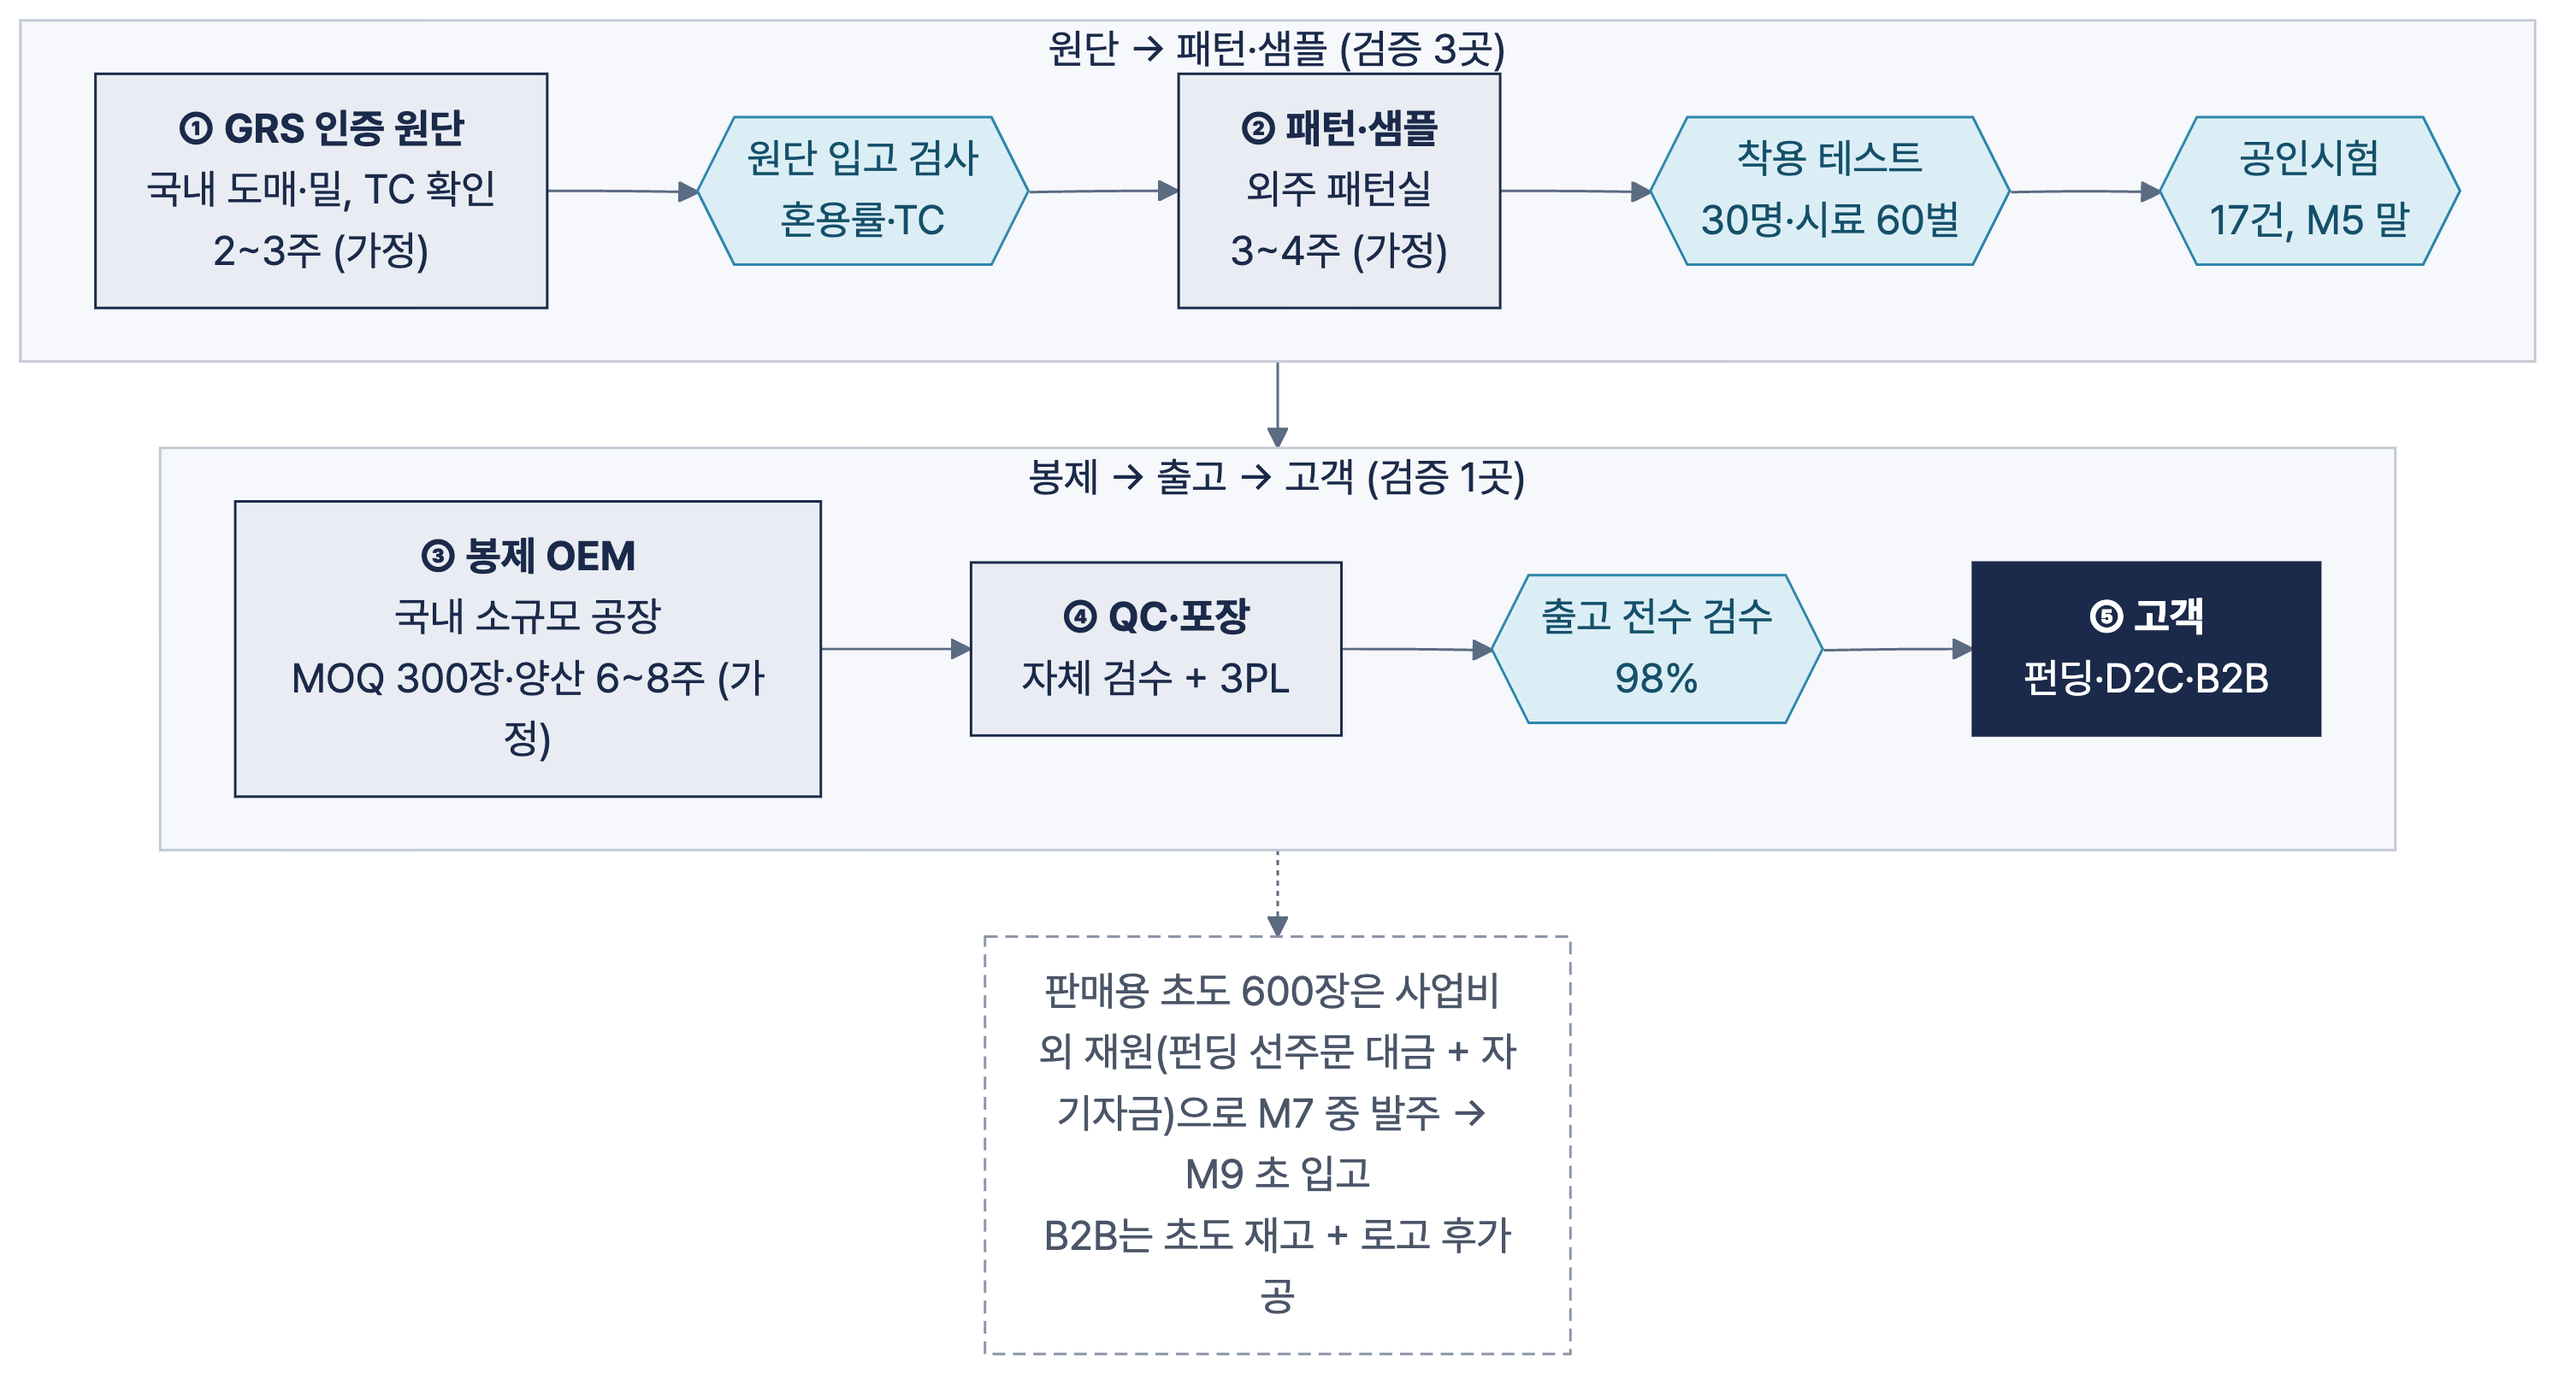 원단 → 패턴·샘플 (검증 3곳)
① GRS 인증 원단
국내 도매·밀, TC 확인
2~3주 (가정)
원단 입고 검사
혼용률·TC
② 패턴·샘플
외주 패턴실
3~4주 (가정)
착용 테스트
30명·시료 60벌
공인시험
17건, M5 말
봉제 → 출고 → 고객 (검증 1곳)
③ 봉제 OEM
국내 소규모 공장
MOQ 300장·양산 6~8주 (가
정)
④ QC·포장
자체 검수 + 3PL
출고 전수 검수
98%
⑤ 고객
펀딩·D2C·B2B
판매용 초도 600장은 사업비
외 재원(펀딩 선주문 대금 + 자
기자금)으로 M7 중 발주 →
M9 초 입고
B2B는 초도 재고 + 로고 후가
공